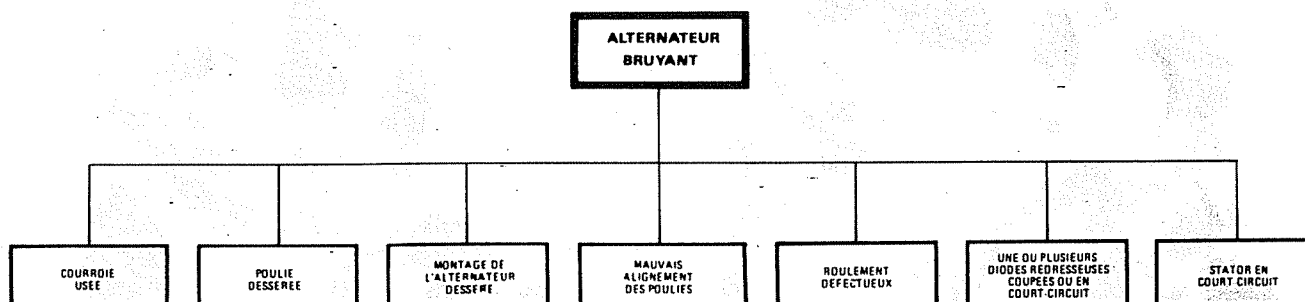 ALTERNATEUR
BRUYANT
COURROIE
USEE
POULIE
DESSEREE
MONTAGE DE
L'ALTERNATEUR
DESSERE
MAUVAIS
ALIGNEMENT
DES POULIES
ROULEMENT
DEFECTUEUX
UNE OU PLUSIEURS
DIODES REDRESSEUSES
COUPEES OU EN
COURT-CIRCUIT
STATOR EN
COURT-CIRCUIT